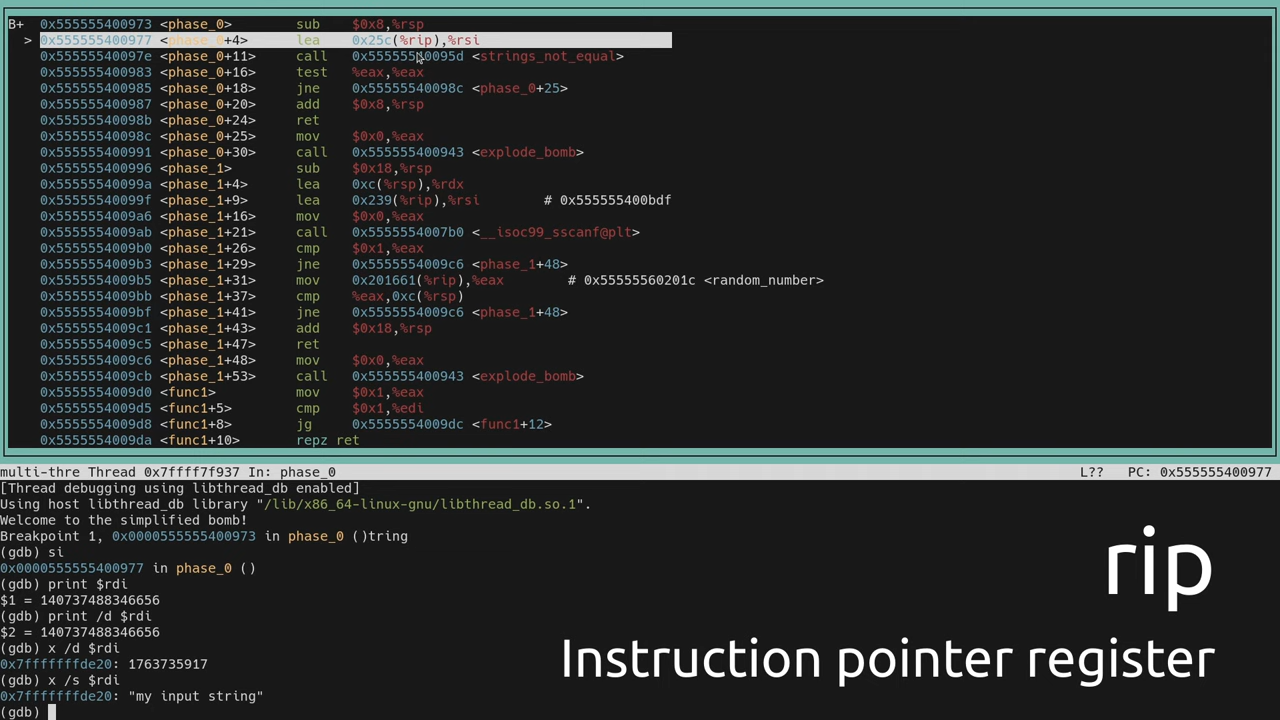 B+ 0x555555400973 <phase_0> sub $0x8,%rsp
> 0x555555400977 <phase_0+4> lea 0x25c(%rip),%rsi
0x55555540097e <phase_0+11> call 0x55555540095d <strings_not_equal>
0x555555400983 <phase_0+16> test %eax,%eax
0x555555400985 <phase_0+18> jne 0x55555540098c <phase_0+25>
0x555555400987 <phase_0+20> add $0x8,%rsp
0x55555540098b <phase_0+24> ret
0x55555540098c <phase_0+25> mov $0x0,%eax
0x555555400991 <phase_0+30> call 0x555555400943 <explode_bomb>
0x555555400996 <phase_1> sub $0x18,%rsp
0x55555540099a <phase_1+4> lea 0xc(%rsp),%rdx
0x55555540099f <phase_1+9> lea 0x239(%rip),%rsi # 0x555555400bdf
0x5555554009a6 <phase_1+16> mov $0x0,%eax
0x5555554009ab <phase_1+21> call 0x5555554007b0 <__isoc99_sscanf@plt>
0x5555554009b0 <phase_1+26> cmp $0x1,%eax
0x5555554009b3 <phase_1+29> jne 0x5555554009c6 <phase_1+48>
0x5555554009b5 <phase_1+31> mov 0x201661(%rip),%eax # 0x55555560201c <random_number>
0x5555554009bb <phase_1+37> cmp %eax,0xc(%rsp)
0x5555554009bf <phase_1+41> jne 0x5555554009c6 <phase_1+48>
0x5555554009c1 <phase_1+43> add $0x18,%rsp
0x5555554009c5 <phase_1+47> ret
0x5555554009c6 <phase_1+48> mov $0x0,%eax
0x5555554009cb <phase_1+53> call 0x555555400943 <explode_bomb>
0x5555554009d0 <func1> mov $0x1,%eax
0x5555554009d5 <func1+5> cmp $0x1,%edi
0x5555554009d8 <func1+8> jg 0x5555554009dc <func1+12>
0x5555554009da <func1+10> repz ret
multi-thre Thread 0x7ffff7f937 In: phase_0 L?? PC: 0x555555400977
[Thread debugging using libthread_db enabled]
Using host libthread_db library "/lib/x86_64-linux-gnu/libthread_db.so.1".
Welcome to the simplified bomb!
Breakpoint 1, 0x0000555555400973 in phase_0 ()tring
(gdb) si
0x0000555555400977 in phase_0 ()
(gdb) print $rdi
$1 = 140737488346656
(gdb) print /d $rdi
$2 = 140737488346656
(gdb) x /d $rdi
0x7fffffffde20: 1763735917
(gdb) x /s $rdi
0x7fffffffde20: "my input string"
(gdb)
rip
Instruction pointer register